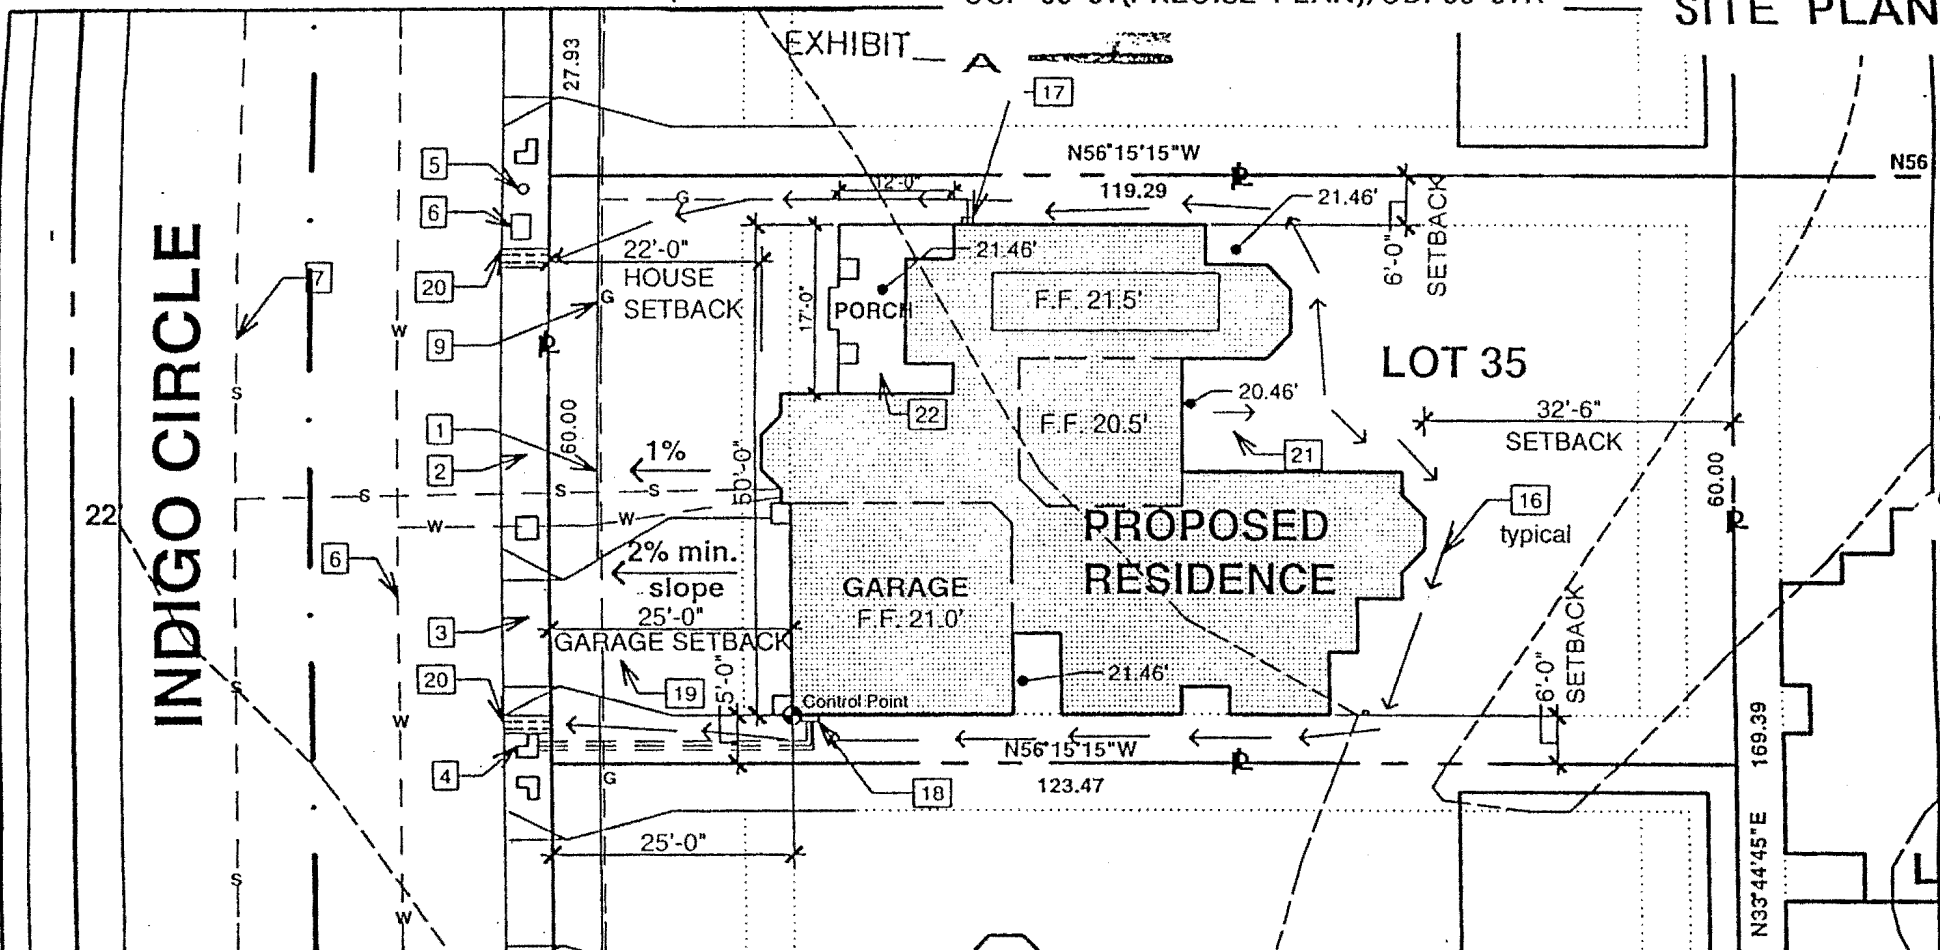 SITE PLAN
EXHIBIT A
27.93
17
N56°15'15"W
N56
5
12'-0"
119.29
21.46'
G
6
SETBACK
6'-0"
22'-0"
21.46'
HOUSE
SETBACK
20
7
G
17'-0"
PORCH
F.F. 21.5'
W
9
INDIGO CIRCLE
LOT 35
S
20.46'
32'-6"
SETBACK
60.00
22
F.F. 20.5'
1
1%
2
21
50'-0"
60.00
S
S
S
16
typical
22
W
W
PROPOSED
RESIDENCE
6
2% min.
slope
GARAGE
F.F. 21.0'
25'-0"
GARAGE SETBACK
3
6'-0"
SETBACK
20
19
5'-0"
21.46'
S
Control Point
W
169.39
N56°15'15"W
4
G
18
123.47
25'-0"
N33°44'45"E
S
W
L